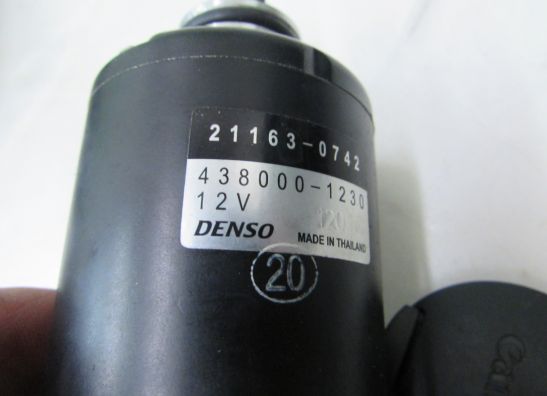 21163-0742
438000-1230
12V
DENSO
MADE IN THAILAND
20